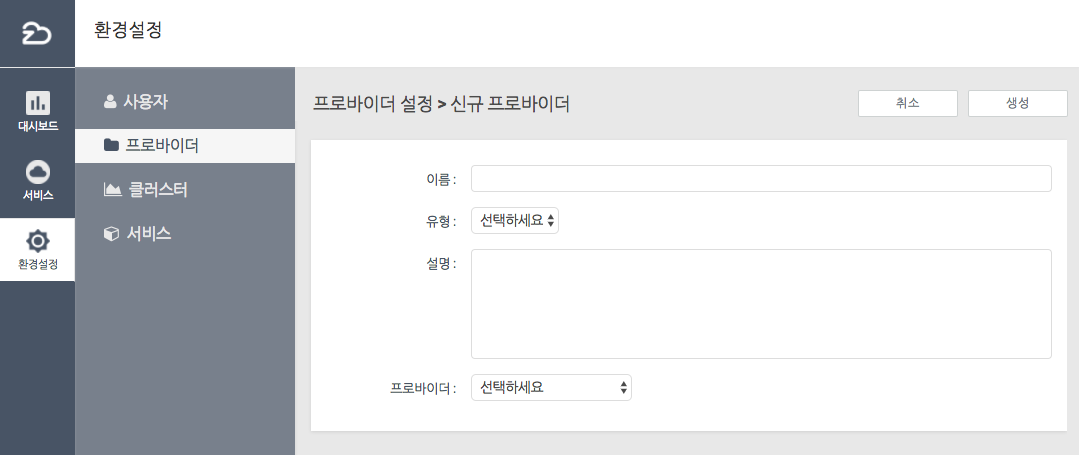 환경설정
대시보드
서비스
환경설정
사용자
프로바이더
클러스터
서비스
프로바이더 설정 > 신규 프로바이더
취소
생성
이름 :
유형 :
선택하세요
설명 :
프로바이더 :
선택하세요